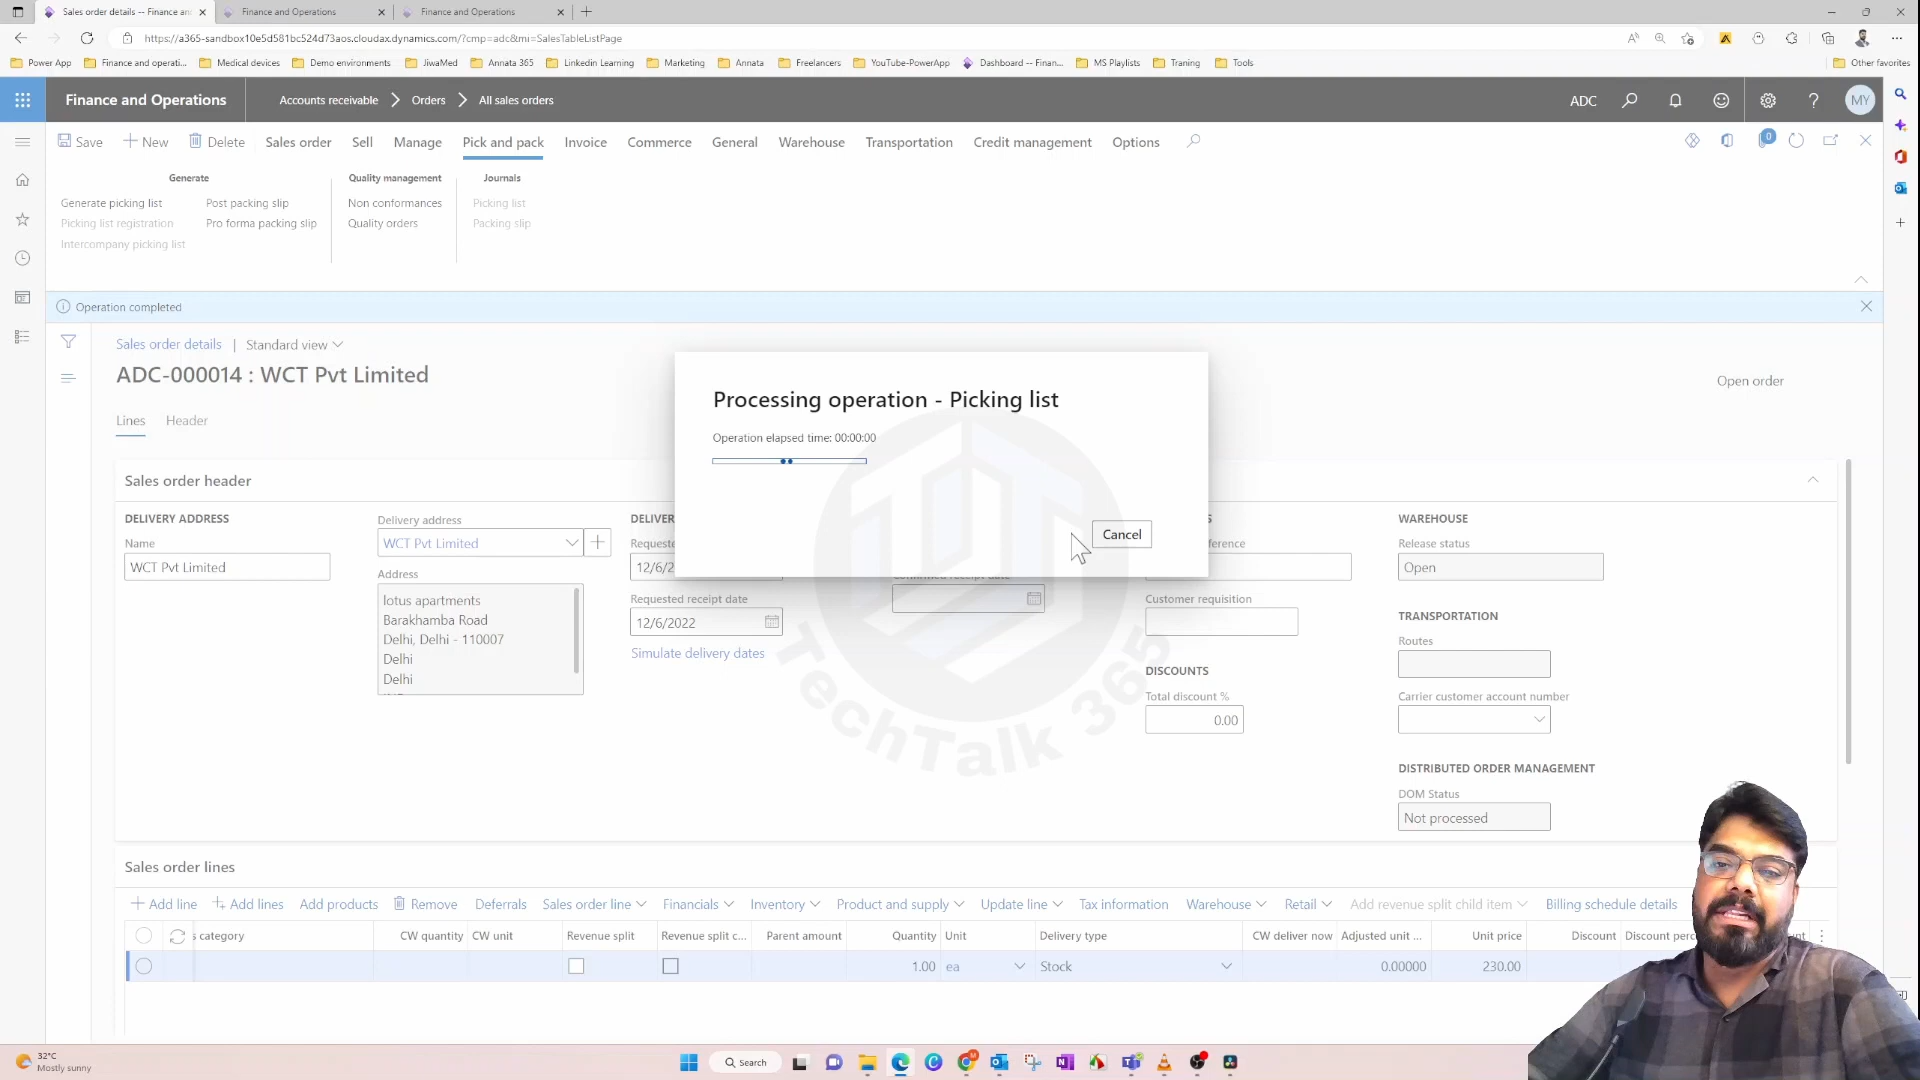 Sales order details -- Finance and
Finance and Operations
Finance and Operations
https://a365-sandbox10e5d581bc524d73aos.cloudax.dynamics.com/?cmp=adc&mi=SalesTableListPage
Power App
Finance and operati...
Medical devices
Demo environments
JiwaMed
Annata 365
Linkedin Learning
Marketing
Annata
Freelancers
YouTube-PowerApp
Dashboard -- Finan...
MS Playlists
Traning
Tools
Other favorites
Finance and Operations
Accounts receivable
Orders
All sales orders
ADC
MY
Save
New
Delete
Sales order
Sell
Manage
Pick and pack
Invoice
Commerce
General
Warehouse
Transportation
Credit management
Options
0
Generate
Generate picking list
Picking list registration
Intercompany picking list
Post packing slip
Pro forma packing slip
Quality management
Non conformances
Quality orders
Journals
Picking list
Packing slip
Operation completed
Sales order details | Standard view
ADC-000014 : WCT Pvt Limited
Open order
Lines
Header
Processing operation - Picking list
Operation elapsed time: 00:00:00
Cancel
Sales order header
DELIVERY ADDRESS
Name
WCT Pvt Limited
Delivery address
WCT Pvt Limited
Address
lotus apartments
Barakhamba Road
Delhi, Delhi - 110007
Delhi
Delhi
Requested receipt date
12/6/2022
Simulate delivery dates
Customer requisition
DISCOUNTS
Total discount %
0.00
WAREHOUSE
Release status
Open
TRANSPORTATION
Routes
Carrier customer account number
DISTRIBUTED ORDER MANAGEMENT
DOM Status
Not processed
TechTalk 365
Sales order lines
Add line
Add lines
Add products
Remove
Deferrals
Sales order line
Financials
Inventory
Product and supply
Update line
Tax information
Warehouse
Retail
Add revenue split child item
Billing schedule details
s category
CW quantity
CW unit
Revenue split
Revenue split c...
Parent amount
Quantity
Unit
Delivery type
CW deliver now
Adjusted unit ...
Unit price
Discount
Discount perc
1.00
ea
Stock
0.00000
230.00
32°C
Mostly sunny
Search